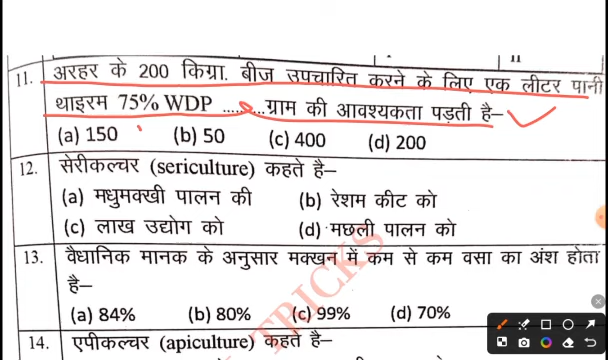 II
11. अरहर के 200 किग्रा. बीज उपचारित करने के लिए एक लीटर पानी
थाइरम 75% WDP ..........ग्राम की आवश्यकता पड़ती है–
(a) 150 (b) 50 (c) 400 (d) 200
12. सेरीकल्चर (sericulture) कहते है–
(a) मधुमक्खी पालन की (b) रेशम कीट को
(c) लाख उद्योग को (d) मछली पालन को
13. वैधानिक मानक के अनुसार मक्खन में कम से कम वसा का अंश होता
है–
(a) 84% (b) 80% (c) 99% (d) 70%
14. एपीकल्चर (apiculture) कहते है–
TRICKS